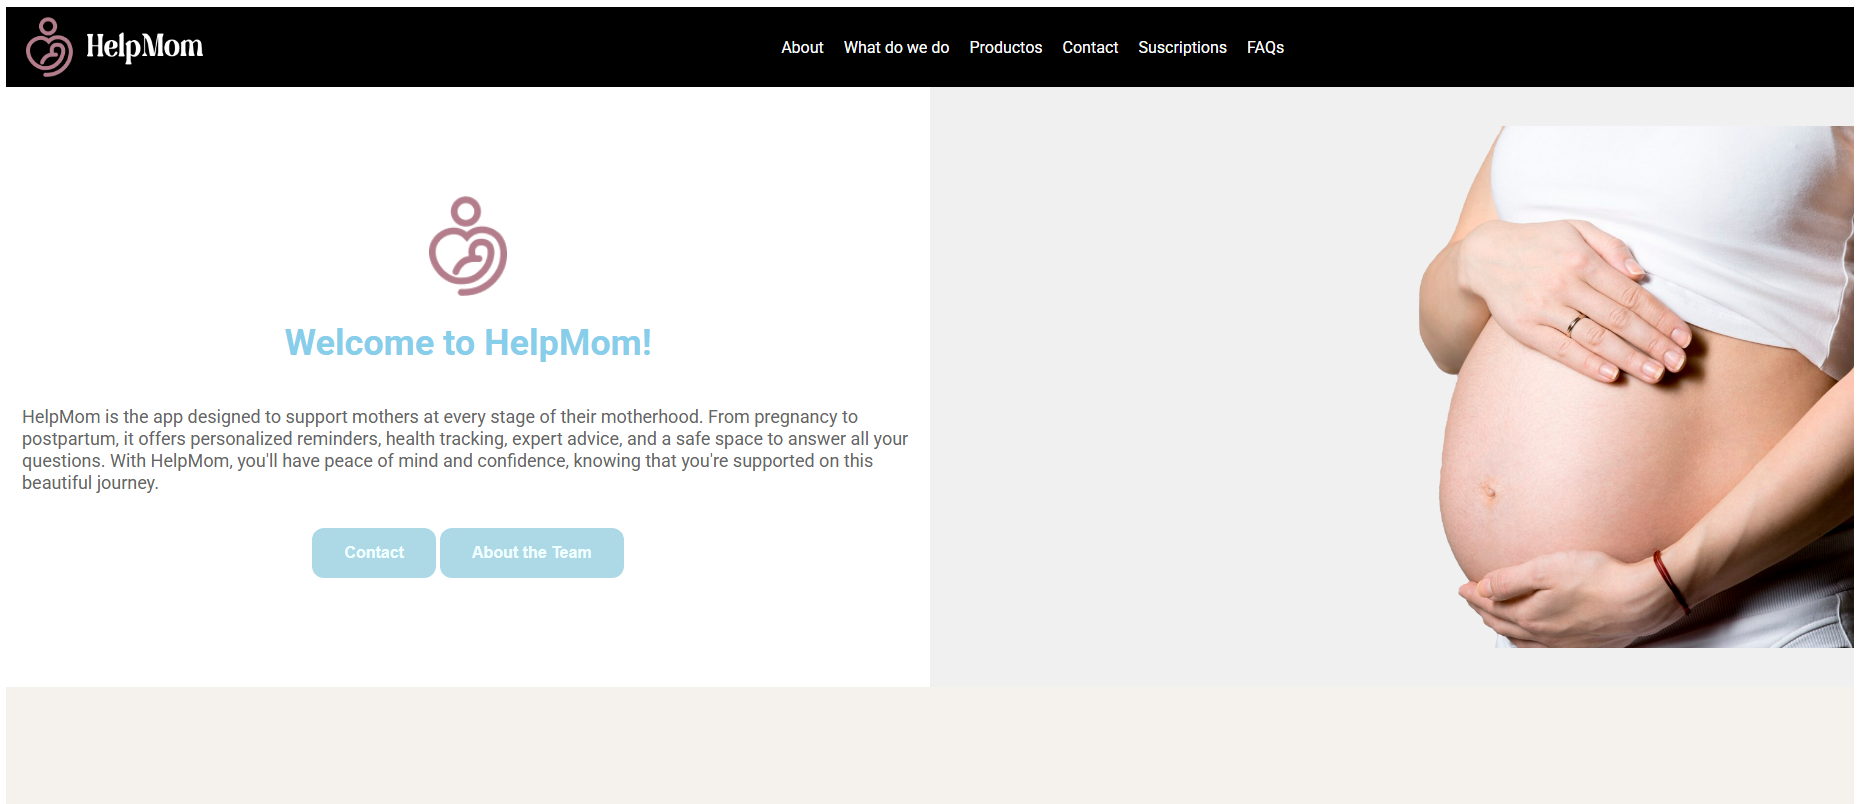 HelpMom
About What do we do Productos Contact Suscriptions FAQs
Welcome to HelpMom!
HelpMom is the app designed to support mothers at every stage of their motherhood. From pregnancy to
postpartum, it offers personalized reminders, health tracking, expert advice, and a safe space to answer all your
questions. With HelpMom, you'll have peace of mind and confidence, knowing that you're supported on this
beautiful journey.
Contact About the Team